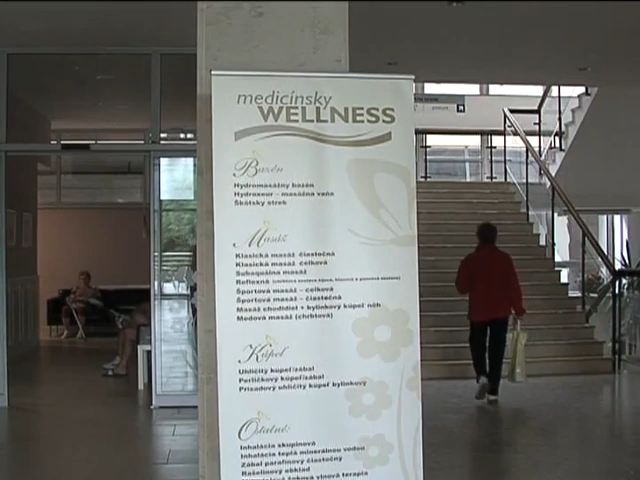 medicínsky
WELLNESS
Bazén
Hydromasážny bazén
Hydroxeur – masážna vaňa
Škótsky strek
Masáž
Klasická masáž čiastočná
Klasická masáž celková
Subaquálna masáž
Reflexná
Športová masáž – celková
Športová masáž – čiastočná
Masáž chodidiel + bylinkový kúpeľ nôh
Medová masáž (chrbtová)
Kúpeľ
Uhličitý kúpeľ/zábal
Perličkový kúpeľ/zábal
Prísadový uhličitý kúpeľ bylinkový
Ostatné:
Inhalácia skupinová
Inhalácia teplá minerálnou vodou
Zábal parafínový čiastočný
Rašelinový obklad
vlnová terapia